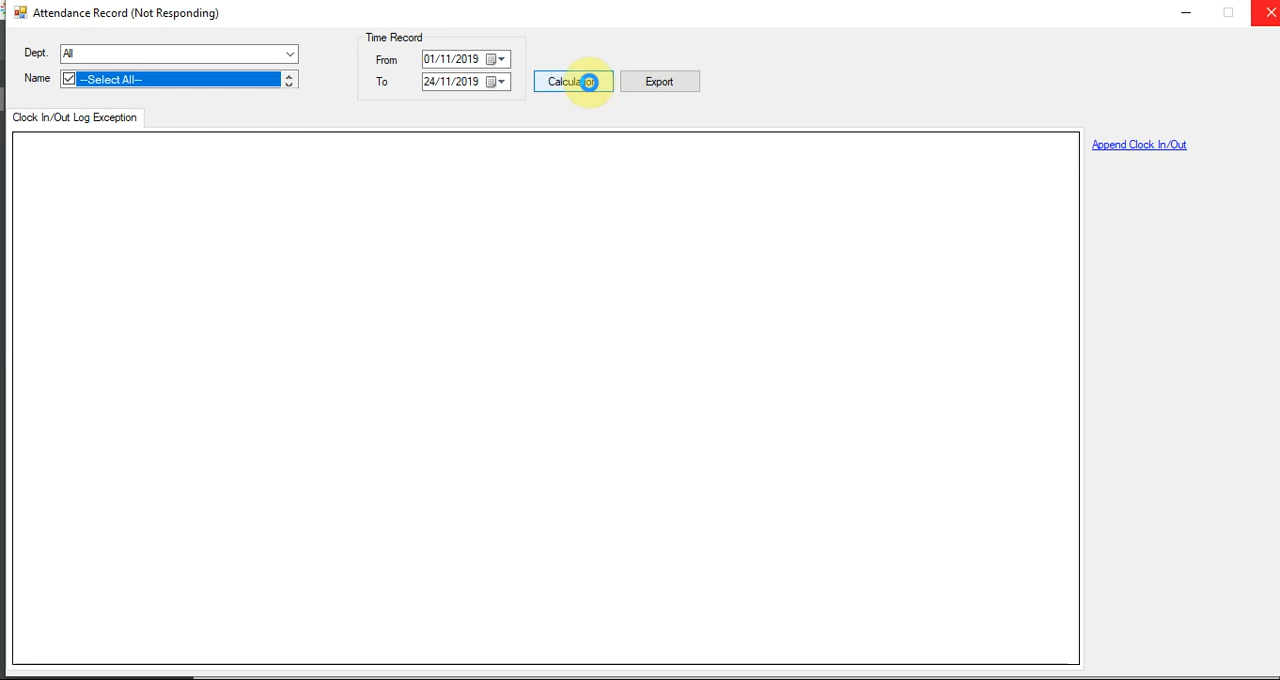 Attendance Record (Not Responding)
Dept.
All
Name
--Select All--
Time Record
From
01/11/2019
To
24/11/2019
Export
Clock In/Out Log Exception
Append Clock In/Out